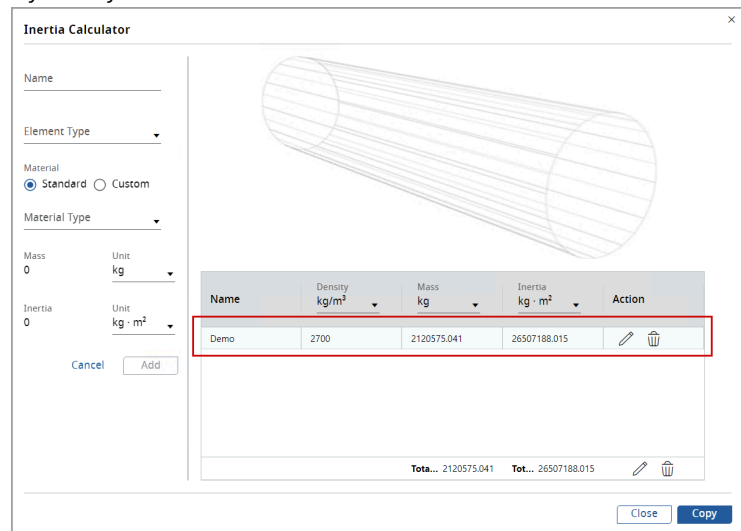 Inertia Calculator
×
Name
Element Type
Material
Standard Custom
Material Type
Mass Unit
0 kg
Inertia Unit
0 kg · m²
Cancel Add
Name Density kg/m³ Mass kg Inertia kg · m² Action
Demo 2700 2120575.041 26507188.015
Tota... 2120575.041 Tot... 26507188.015
Close Copy